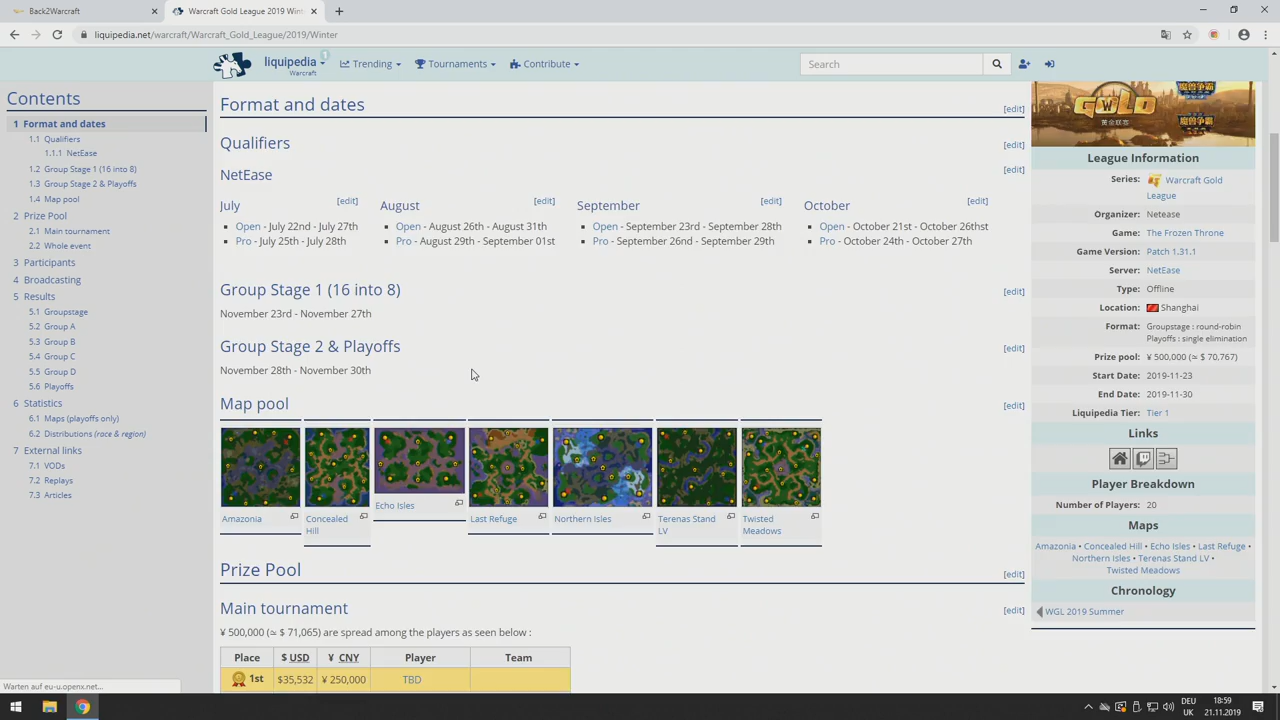 Back2Warcraft
Warcraft Gold League 2019 Winte
liquipedia.net/warcraft/Warcraft_Gold_League/2019/Winter
liquipedia
Warcraft
1
Trending
Tournaments
Contribute
Search
Contents
1 Format and dates
1.1 Qualifiers
1.1.1 NetEase
1.2 Group Stage 1 (16 into 8)
1.3 Group Stage 2 & Playoffs
1.4 Map pool
2 Prize Pool
2.1 Main tournament
2.2 Whole event
3 Participants
4 Broadcasting
5 Results
5.1 Groupstage
5.2 Group A
5.3 Group B
5.4 Group C
5.5 Group D
5.6 Playoffs
6 Statistics
6.1 Maps (playoffs only)
6.2 Distributions (race & region)
7 External links
7.1 VODs
7.2 Replays
7.3 Articles
Format and dates [edit]
Qualifiers [edit]
NetEase [edit]
July [edit]
Open - July 22nd - July 27th
Pro - July 25th - July 28th
August [edit]
Open - August 26th - August 31th
Pro - August 29th - September 01st
September [edit]
Open - September 23rd - September 28th
Pro - September 26nd - September 29th
October [edit]
Open - October 21st - October 26thst
Pro - October 24th - October 27th
Group Stage 1 (16 into 8) [edit]
November 23rd - November 27th
Group Stage 2 & Playoffs [edit]
November 28th - November 30th
Map pool [edit]
Amazonia
Concealed Hill
Echo Isles
Last Refuge
Northern Isles
Terenas Stand LV
Twisted Meadows
Prize Pool [edit]
Main tournament [edit]
¥ 500,000 (≃ $ 71,065) are spread among the players as seen below :
Place $ USD ¥ CNY Player Team
1st $35,532 ¥ 250,000 TBD
GOLD
黄金联赛
魔兽争霸
魔兽争霸
League Information
Series: Warcraft Gold League
Organizer: Netease
Game: The Frozen Throne
Game Version: Patch 1.31.1
Server: NetEase
Type: Offline
Location: Shanghai
Format: Groupstage : round-robin
Playoffs : single elimination
Prize pool: ¥ 500,000 (≃ $ 70,767)
Start Date: 2019-11-23
End Date: 2019-11-30
Liquipedia Tier: Tier 1
Links
Player Breakdown
Number of Players: 20
Maps
Amazonia • Concealed Hill • Echo Isles • Last Refuge •
Northern Isles • Terenas Stand LV •
Twisted Meadows
Chronology
WGL 2019 Summer
Warten auf eu-u.openx.net...
DEU
UK
18:59
21.11.2019